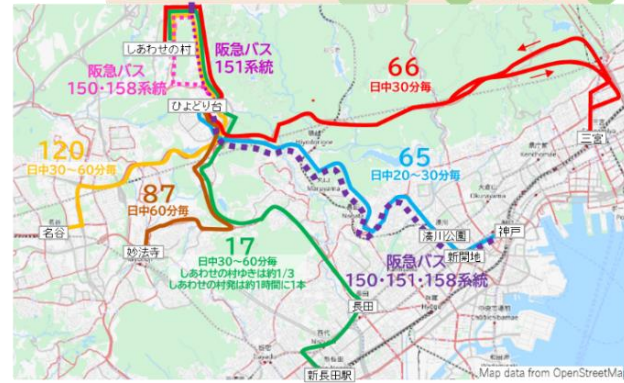 しあわせの村
阪急バス
151系統
阪急バス
150・158系統
ひよどり台
66
日中30分毎
三宮
120
日中30～60分毎
65
日中20～30分毎
87
日中60分毎
名谷
妙法寺
湊川公園
神戸
新開地
17
日中30～60分毎
しあわせの村ゆきは約1/3
しあわせの村発は約1時間に1本
阪急バス
150・151・158系統
長田
新長田駅
Map data from OpenStreetMap